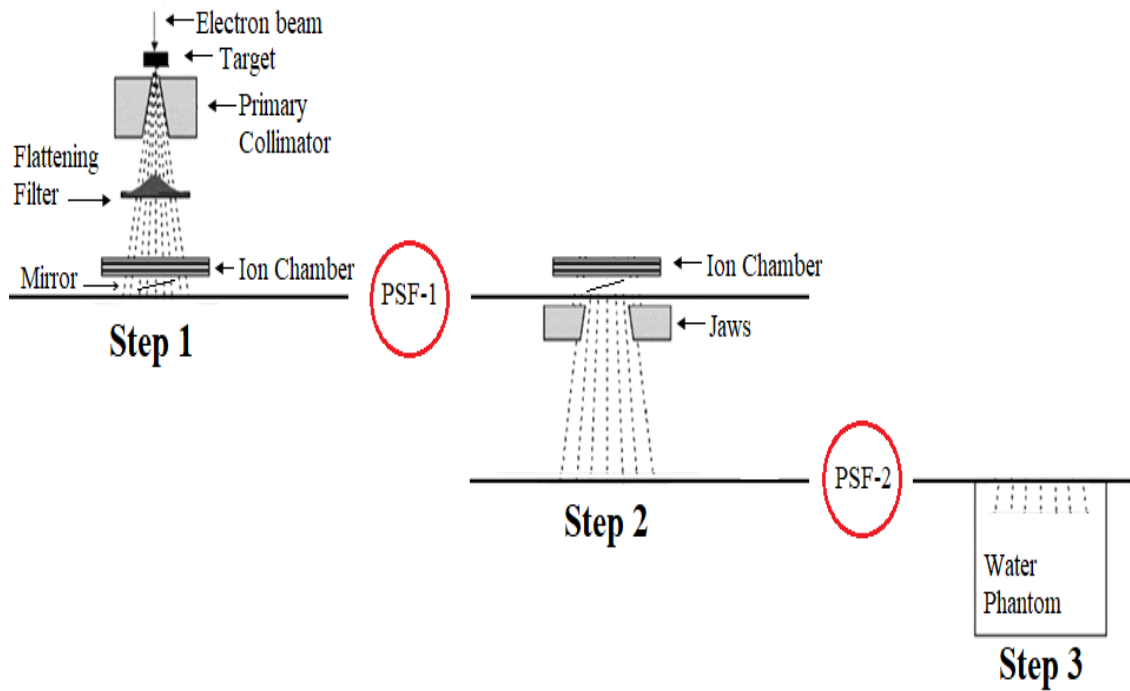 Electron beam
Target
Primary
Collimator
Flattening
Filter
Ion Chamber
Mirror
Step 1
PSF-1
Ion Chamber
Jaws
Step 2
PSF-2
Water
Phantom
Step 3